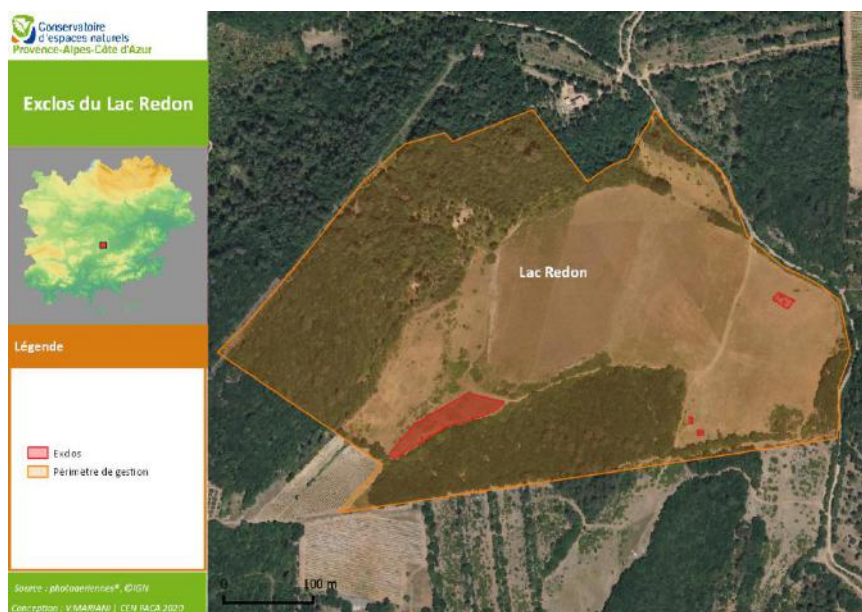 Conservatoire
d'espaces naturels
Provence-Alpes-Côte d'Azur
Exclos du Lac Redon
Lac Redon
Légende
Exclos
Périmètre de gestion
Source : photoaériennes*, ©IGN
Conception : V.MARIANI | CEN PACA 2020
0 100 m